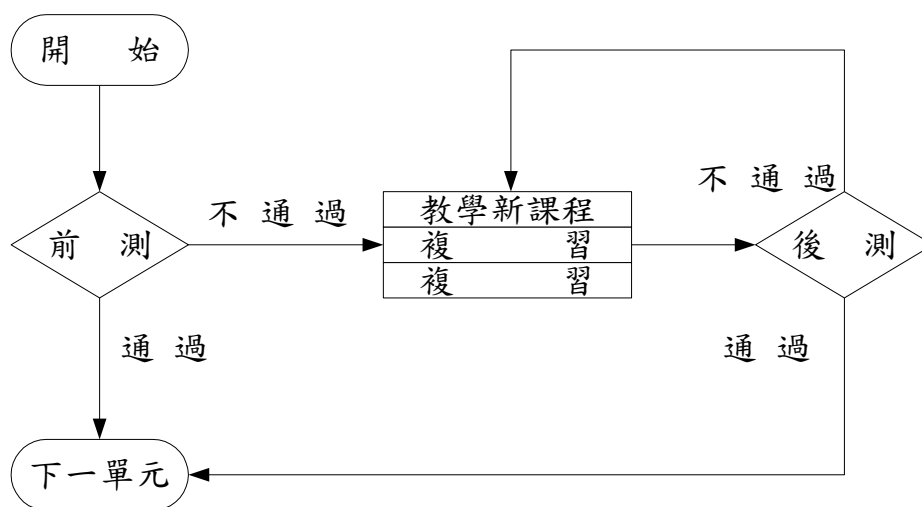 開 始
不通過
不通過
教學新課程
前 測
複 習
後 測
複 習
通過
通過
下一單元